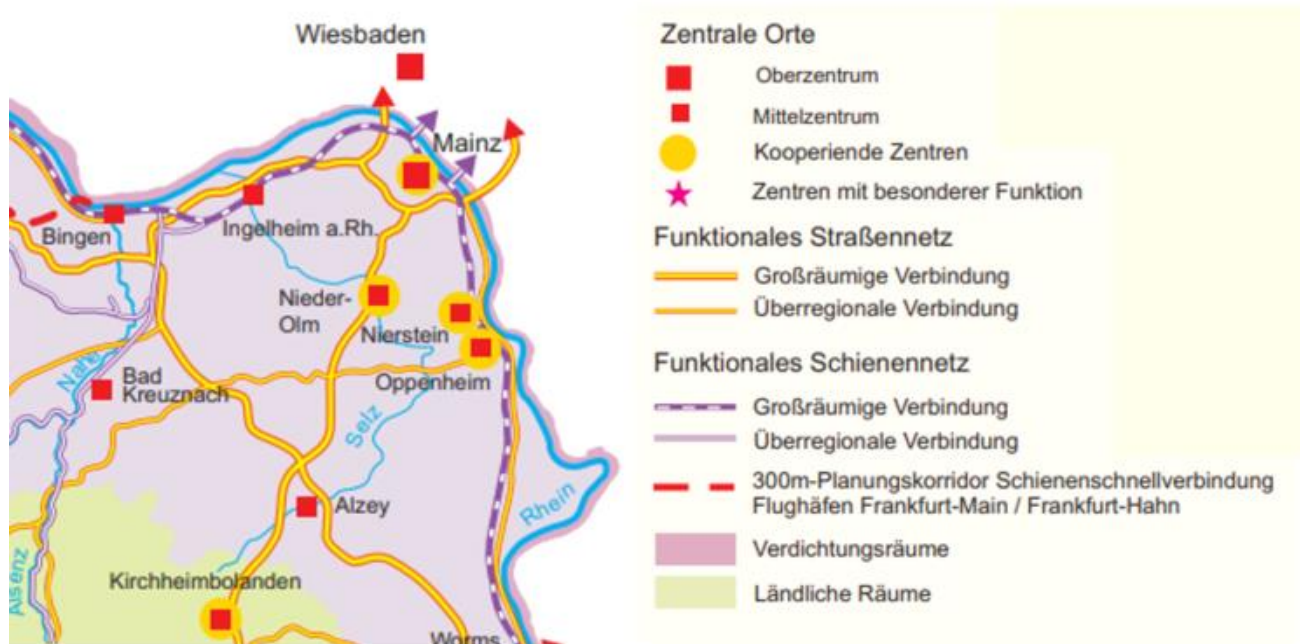 Wiesbaden
Mainz
Bingen
Ingelheim a.Rh.
Nieder-
Olm
Nierstein
Oppenheim
Nahe
Bad
Kreuznach
Selz
Alzey
Rhein
Alsenz
Kirchheimbolanden
Worms
Zentrale Orte
Oberzentrum
Mittelzentrum
Kooperiende Zentren
Zentren mit besonderer Funktion
Funktionales Straßennetz
Großräumige Verbindung
Überregionale Verbindung
Funktionales Schienennetz
Großräumige Verbindung
Überregionale Verbindung
300m-Planungskorridor Schienenschnellverbindung
Flughäfen Frankfurt-Main / Frankfurt-Hahn
Verdichtungsräume
Ländliche Räume